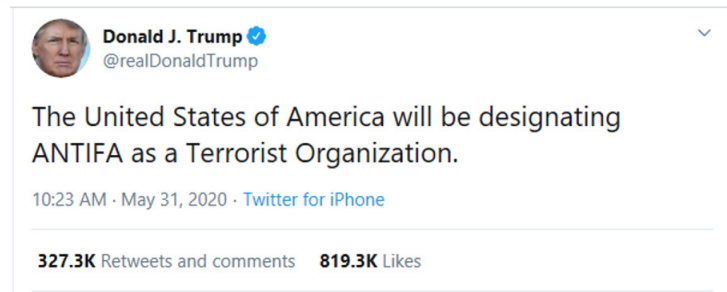 Donald J. Trump
@realDonaldTrump
The United States of America will be designating
ANTIFA as a Terrorist Organization.
10:23 AM · May 31, 2020 · Twitter for iPhone
327.3K Retweets and comments 819.3K Likes